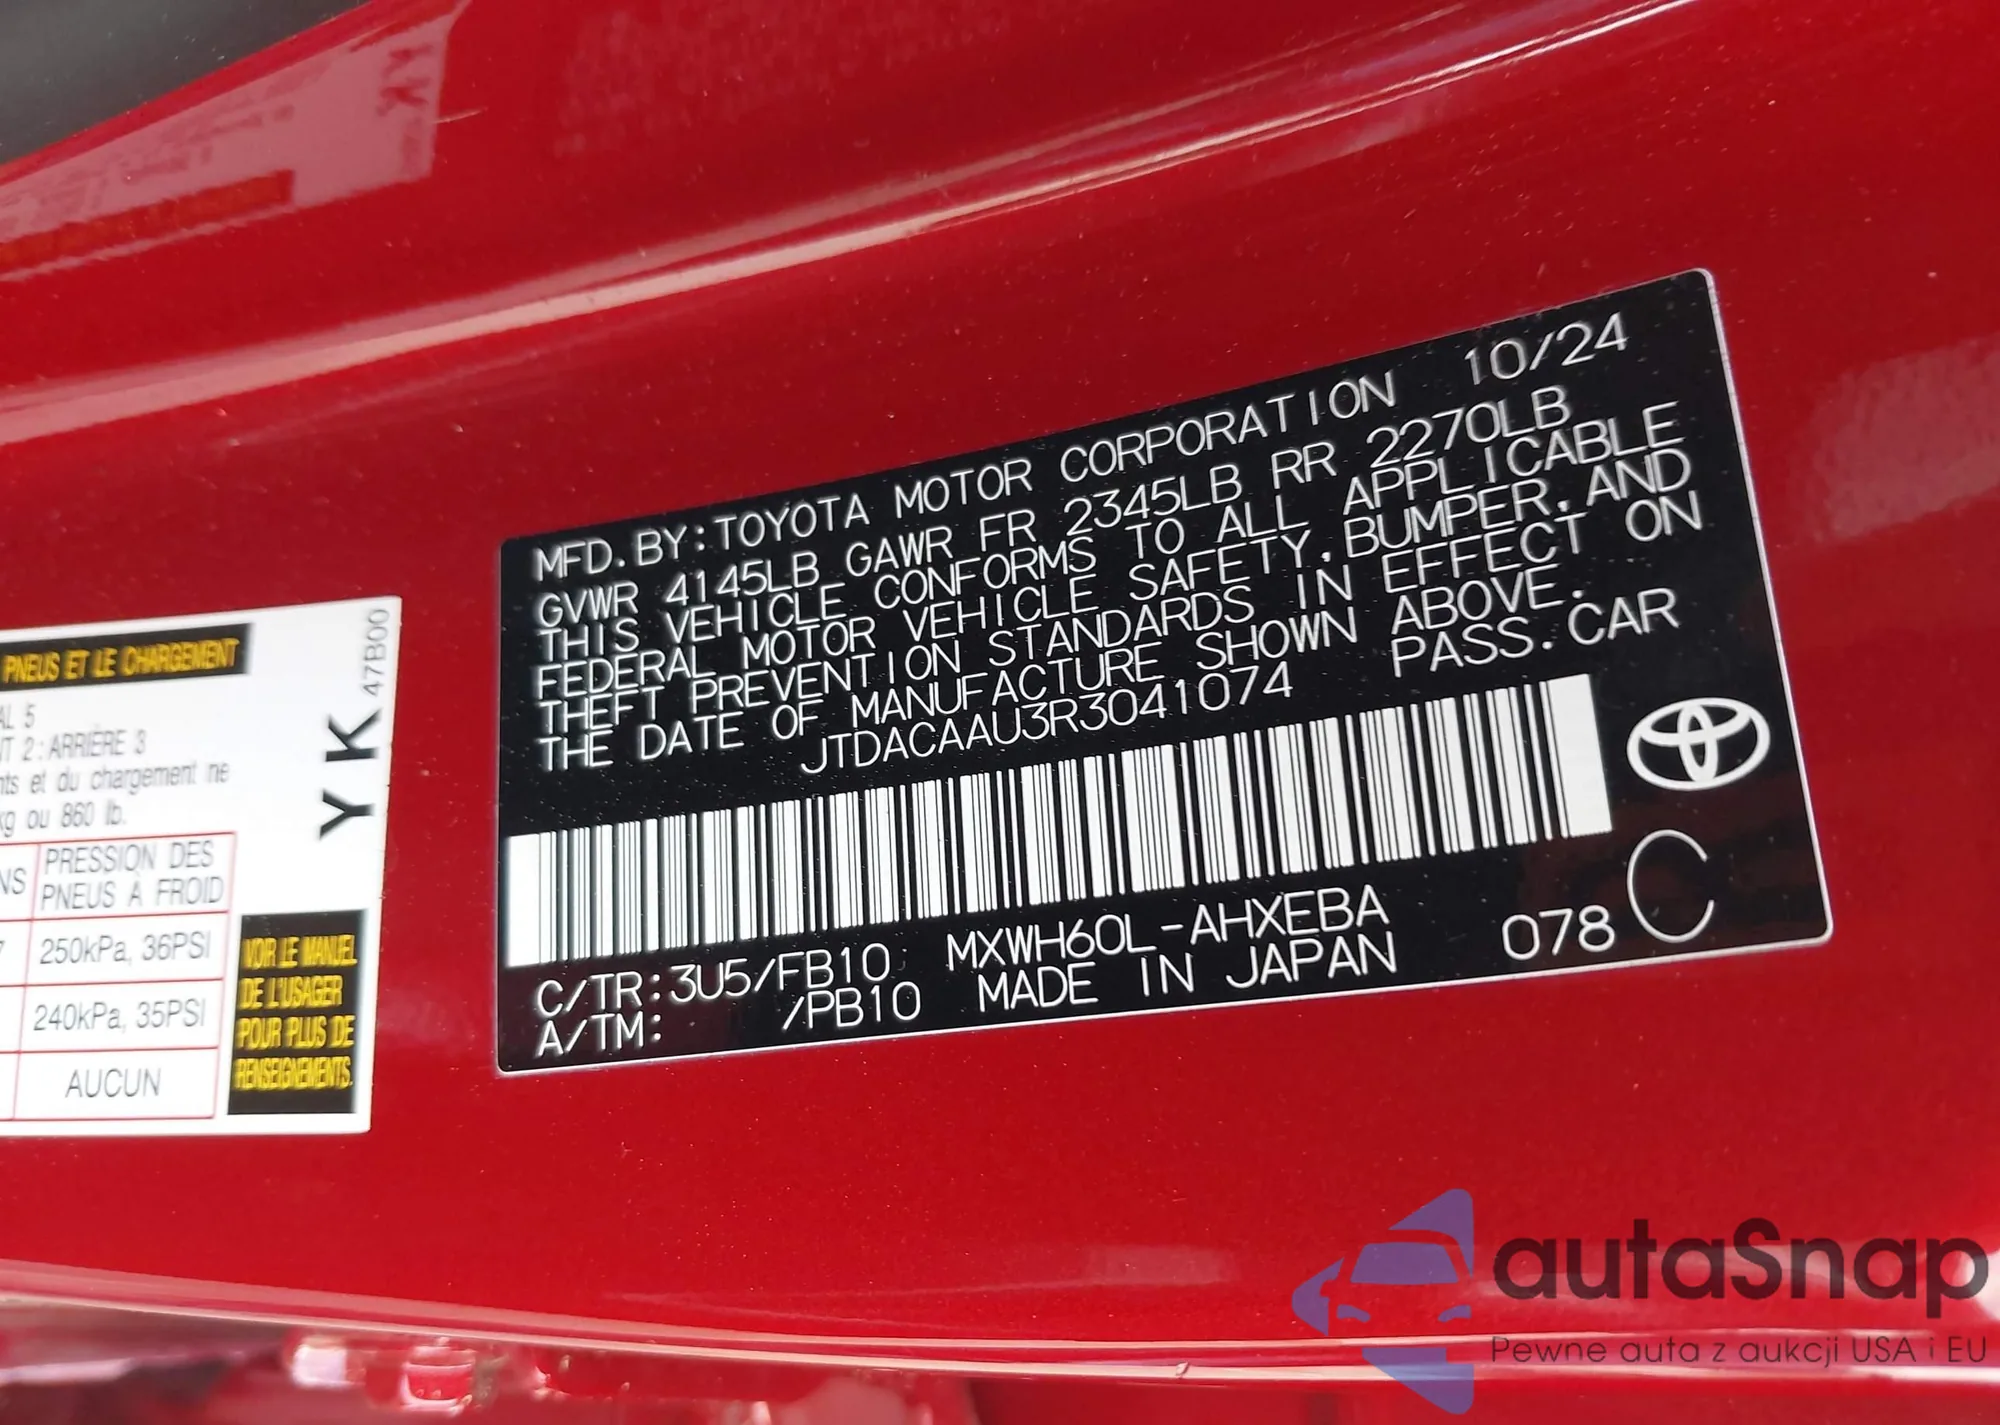 PNEUS ET LE CHARGEMENT
AL 5
NT 2 : ARRIÈRE 3
nts et du chargement ne
kg ou 860 lb.
NS PRESSION DES
PNEUS À FROID
7 250kPa, 36PSI
240kPa, 35PSI
AUCUN
47B00
YK
VOIR LE MANUEL
DE L'USAGER
POUR PLUS DE
RENSEIGNEMENTS.
MFD. BY: TOYOTA MOTOR CORPORATION 10/24
GVWR 4145LB GAWR FR 2345LB RR 2270LB
THIS VEHICLE CONFORMS TO ALL APPLICABLE
FEDERAL MOTOR VEHICLE SAFETY, BUMPER, AND
THEFT PREVENTION STANDARDS IN EFFECT ON
THE DATE OF MANUFACTURE SHOWN ABOVE.
JTDACAAU3R3041074 PASS. CAR
C/TR: 3U5/FB10 MXWH60L-AHXEBA 078 C
A/TM: /PB10 MADE IN JAPAN
autaSnap
Pewne auta z aukcji USA i EU